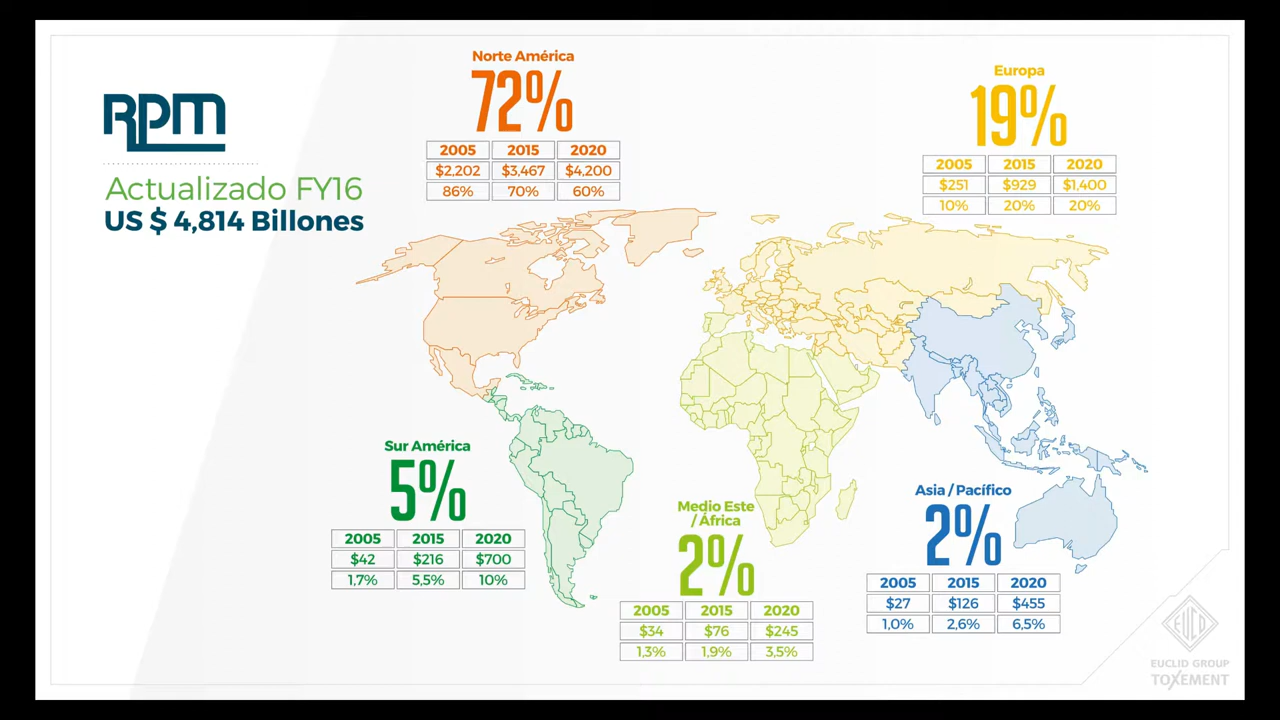 RPM
Actualizado FY16
US $ 4,814 Billones
Norte América
72%
2005 2015 2020
$2,202 $3,467 $4,200
86% 70% 60%
Europa
19%
2005 2015 2020
$251 $929 $1,400
10% 20% 20%
Sur América
5%
2005 2015 2020
$42 $216 $700
1,7% 5,5% 10%
Medio Este
/ África
2%
2005 2015 2020
$34 $76 $245
1,3% 1,9% 3,5%
Asia / Pacífico
2%
2005 2015 2020
$27 $126 $455
1,0% 2,6% 6,5%
EUCO
EUCLID GROUP
TOXEMENT